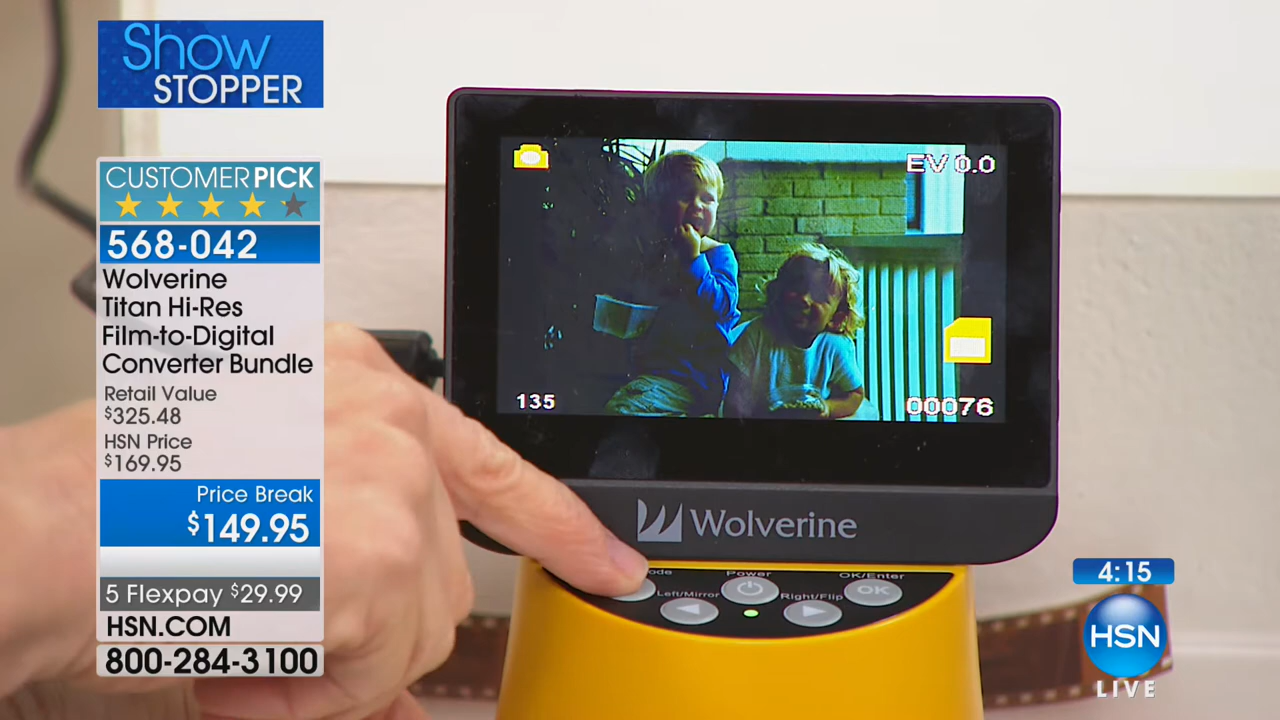 Show
STOPPER
CUSTOMER PICK
568-042
Wolverine
Titan Hi-Res
Film-to-Digital
Converter Bundle
Retail Value
$325.48
HSN Price
$169.95
Price Break
$149.95
5 Flexpay $29.99
HSN.COM
800-284-3100
EV 0.0
135
00076
Wolverine
Power
OK/Enter
Left/Mirror
Right/Flip
OK
4:15
HSN
LIVE